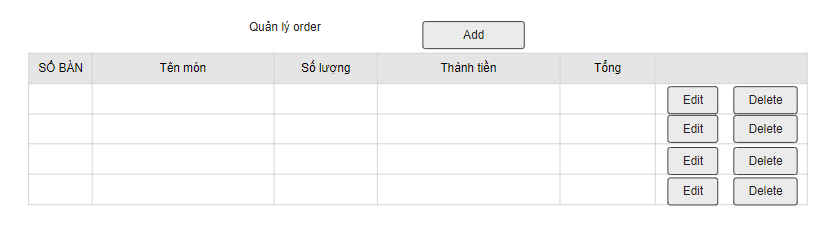 Quản lý order
Add
SỐ BÀN Tên món Số lượng Thành tiền Tổng
Edit Delete
Edit Delete
Edit Delete
Edit Delete